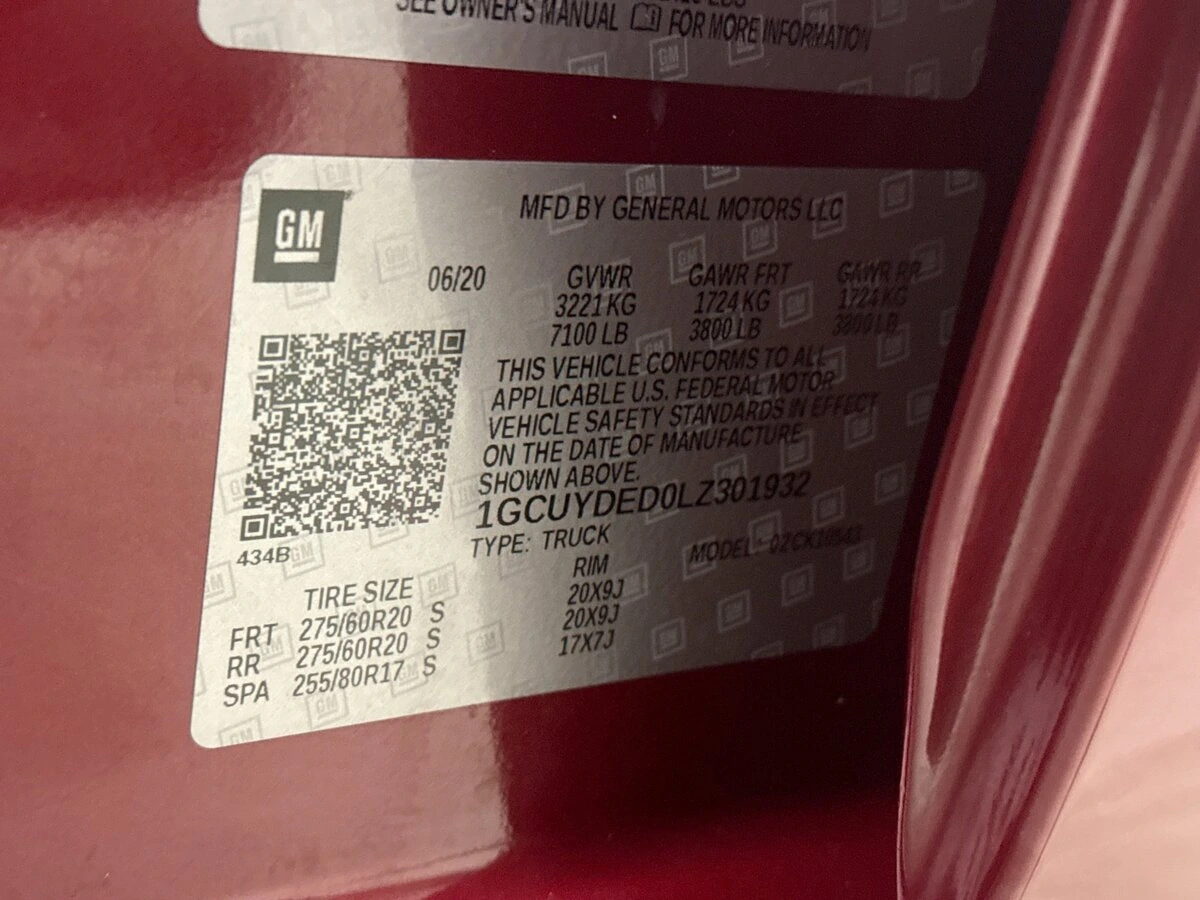 SEE OWNER'S MANUAL FOR MORE INFORMATION
GM
MFD BY GENERAL MOTORS LLC
06/20 GVWR GAWR FRT GAWR RR
3221 KG 1724 KG 1724 KG
7100 LB 3800 LB 3800 LB
THIS VEHICLE CONFORMS TO ALL
APPLICABLE U.S. FEDERAL MOTOR
VEHICLE SAFETY STANDARDS IN EFFECT
ON THE DATE OF MANUFACTURE
SHOWN ABOVE.
1GCUYDED0LZ301932
TYPE: TRUCK MODEL:
434B
TIRE SIZE RIM
FRT 275/60R20 S 20X9J
RR 275/60R20 S 20X9J
SPA 255/80R17 S 17X7J